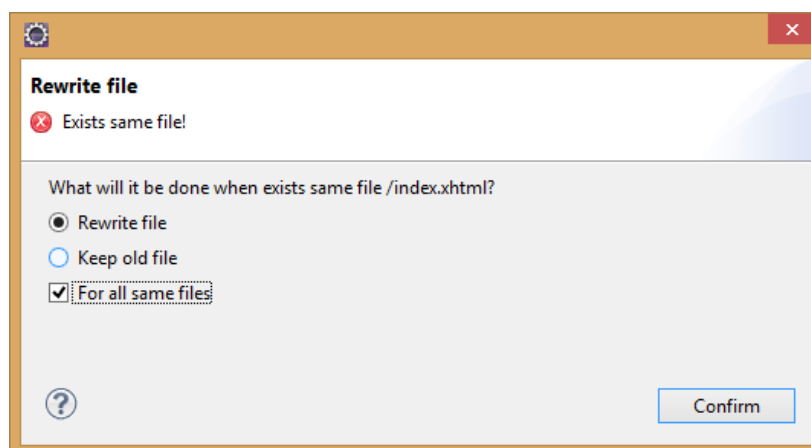 Rewrite file
Exists same file!
What will it be done when exists same file /index.xhtml?
Rewrite file
Keep old file
For all same files
Confirm